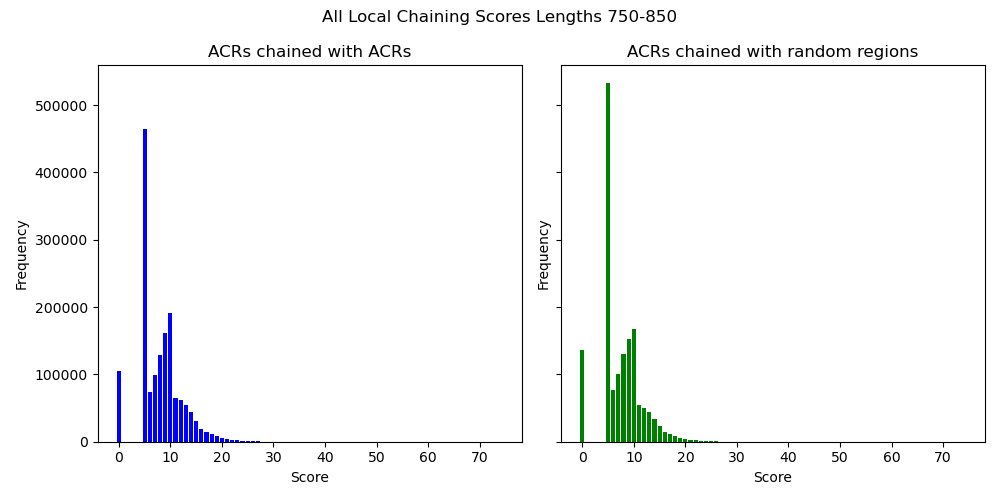 All Local Chaining Scores Lengths 750-850
ACRs chained with ACRs
ACRs chained with random regions
500000
400000
300000
200000
100000
0
Frequency
Frequency
0 10 20 30 40 50 60 70
0 10 20 30 40 50 60 70
Score
Score